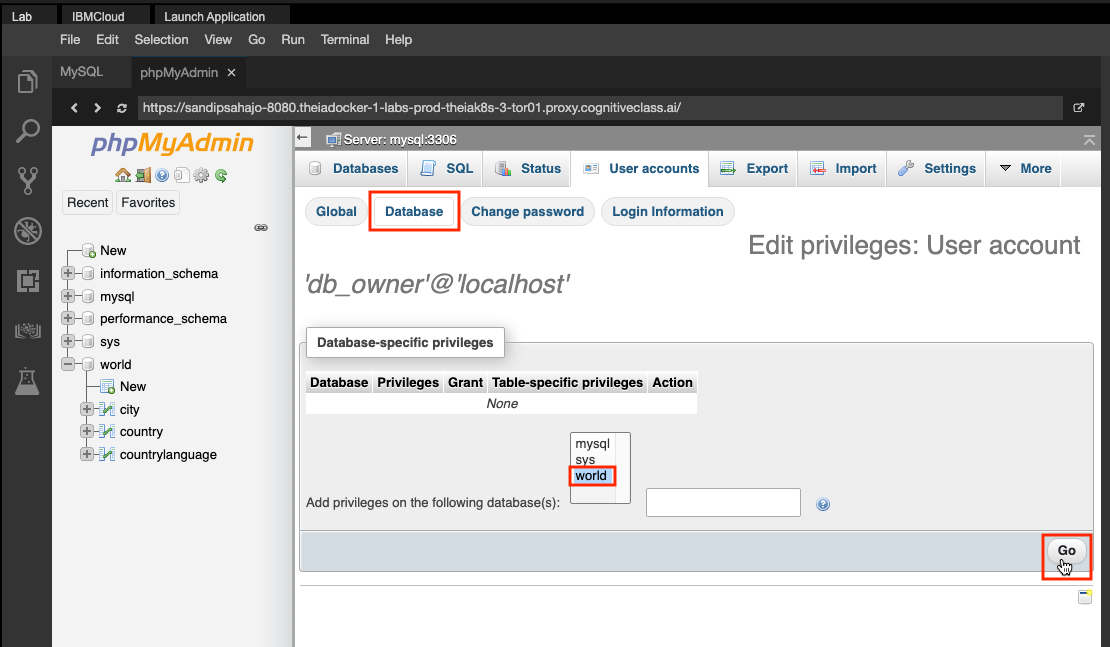 Lab IBMCloud Launch Application
File Edit Selection View Go Run Terminal Help
MySQL phpMyAdmin ×
https://sandipsahajo-8080.theiadocker-1-labs-prod-theiak8s-3-tor01.proxy.cognitiveclass.ai/
phpMyAdmin
Recent Favorites
New
information_schema
mysql
performance_schema
sys
world
New
city
country
countrylanguage
Server: mysql:3306
Databases SQL Status User accounts Export Import Settings More
Global Database Change password Login Information
Edit privileges: User account
'db_owner'@'localhost'
Database-specific privileges
Database Privileges Grant Table-specific privileges Action
None
mysql
sys
world
Add privileges on the following database(s):
Go